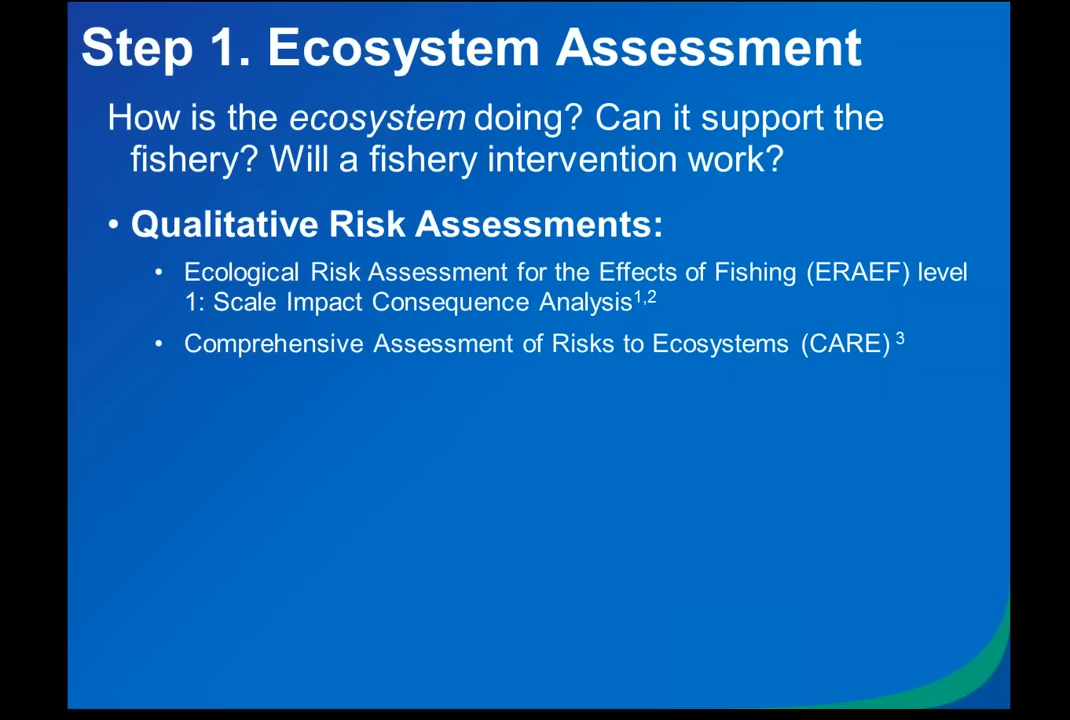 Step 1. Ecosystem Assessment
How is the ecosystem doing? Can it support the
fishery? Will a fishery intervention work?
• Qualitative Risk Assessments:
• Ecological Risk Assessment for the Effects of Fishing (ERAEF) level
1: Scale Impact Consequence Analysis1,2
• Comprehensive Assessment of Risks to Ecosystems (CARE) 3